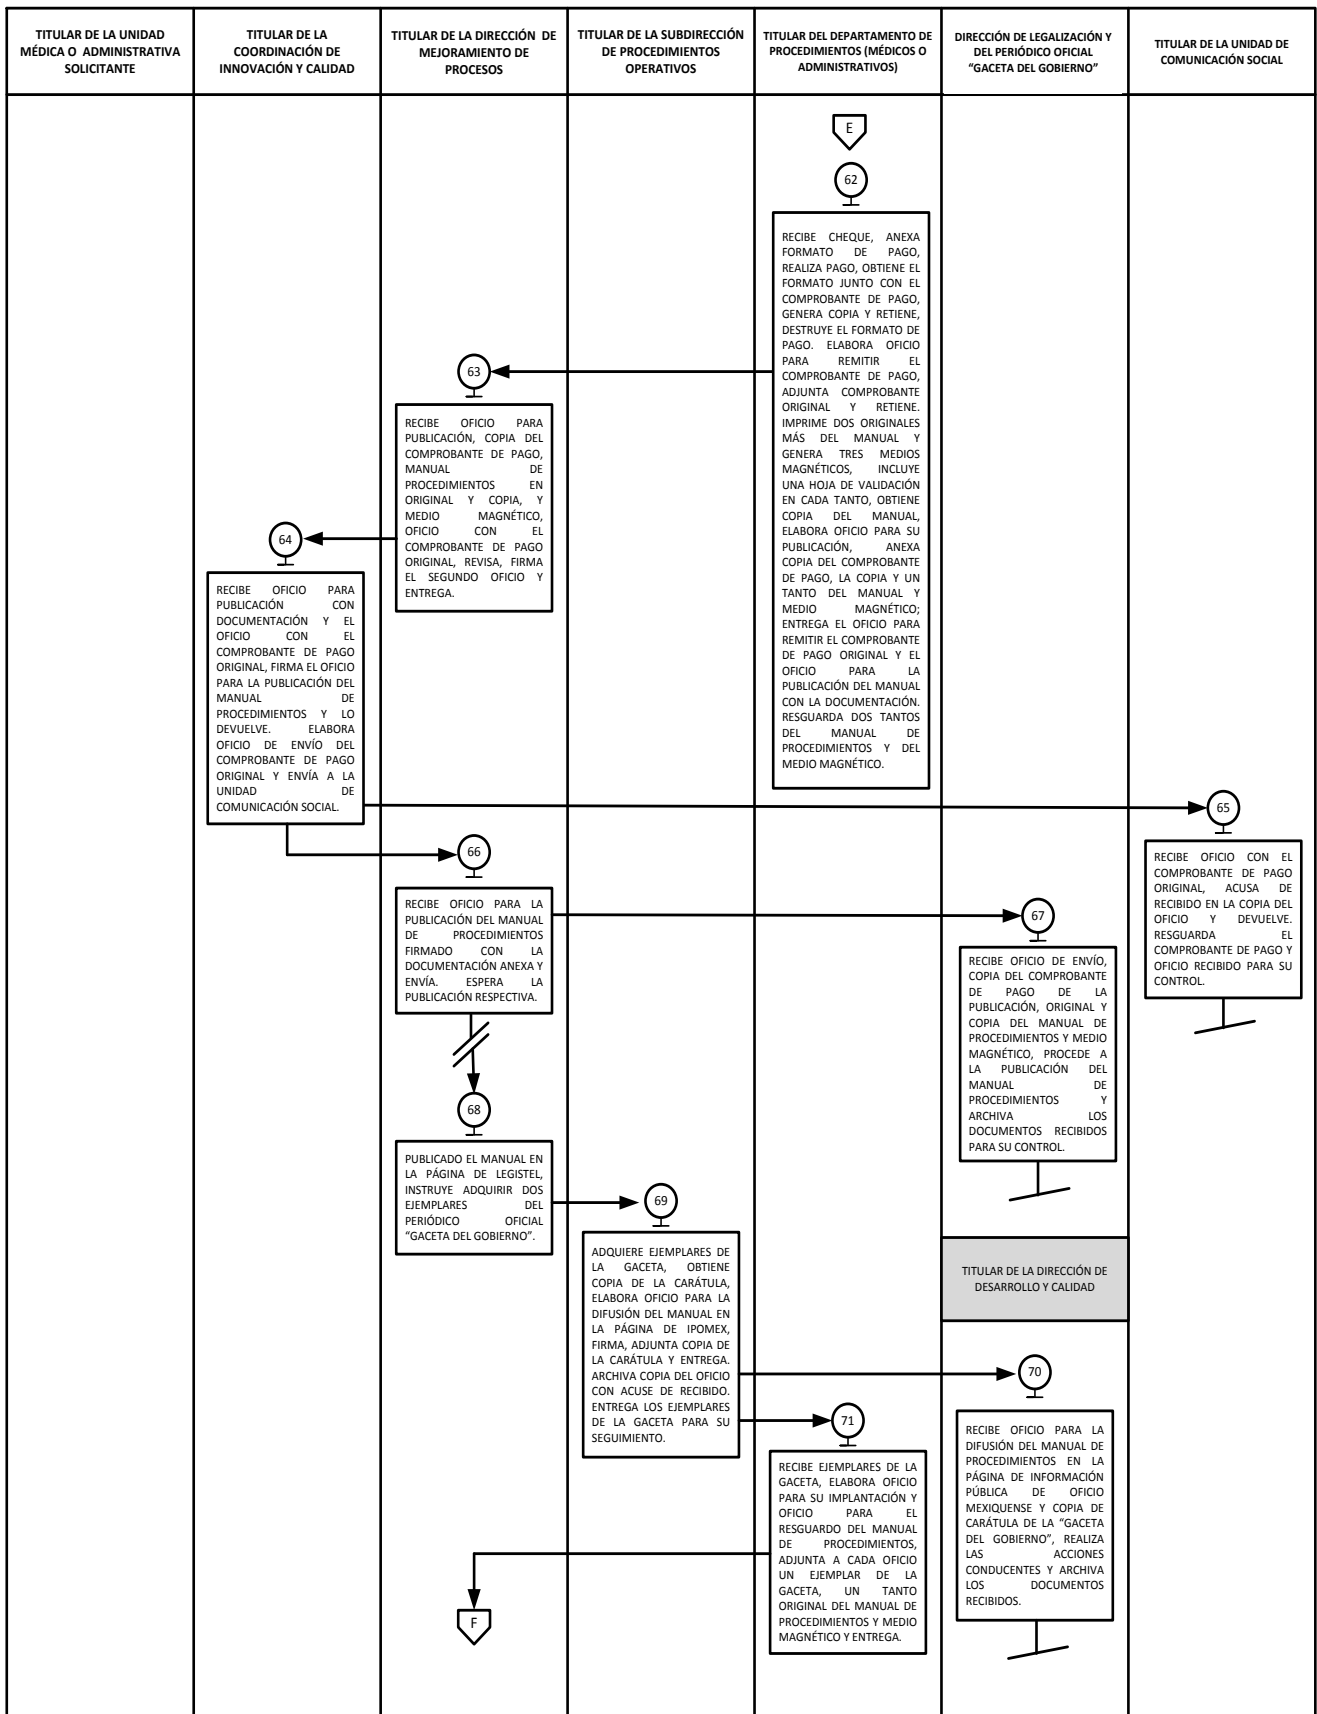 TITULAR DE LA UNIDAD
MÉDICA O ADMINISTRATIVA
SOLICITANTE
TITULAR DE LA
COORDINACIÓN DE
INNOVACIÓN Y CALIDAD
TITULAR DE LA DIRECCIÓN DE
MEJORAMIENTO DE
PROCESOS
TITULAR DE LA SUBDIRECCIÓN
DE PROCEDIMIENTOS
OPERATIVOS
TITULAR DEL DEPARTAMENTO DE
PROCEDIMIENTOS (MÉDICOS O
ADMINISTRATIVOS)
DIRECCIÓN DE LEGALIZACIÓN Y
DEL PERIÓDICO OFICIAL
“GACETA DEL GOBIERNO”
TITULAR DE LA UNIDAD DE
COMUNICACIÓN SOCIAL
E
62
RECIBE CHEQUE, ANEXA
FORMATO DE PAGO,
REALIZA PAGO, OBTIENE EL
FORMATO JUNTO CON EL
COMPROBANTE DE PAGO,
GENERA COPIA Y RETIENE,
DESTRUYE EL FORMATO DE
PAGO. ELABORA OFICIO
PARA REMITIR EL
COMPROBANTE DE PAGO,
ADJUNTA COMPROBANTE
ORIGINAL Y RETIENE.
IMPRIME DOS ORIGINALES
MÁS DEL MANUAL Y
GENERA TRES MEDIOS
MAGNÉTICOS, INCLUYE
UNA HOJA DE VALIDACIÓN
EN CADA TANTO, OBTIENE
COPIA DEL MANUAL,
ELABORA OFICIO PARA SU
PUBLICACIÓN, ANEXA
COPIA DEL COMPROBANTE
DE PAGO, LA COPIA Y UN
TANTO DEL MANUAL Y
MEDIO MAGNÉTICO;
ENTREGA EL OFICIO PARA
REMITIR EL COMPROBANTE
DE PAGO ORIGINAL Y EL
OFICIO PARA LA
PUBLICACIÓN DEL MANUAL
CON LA DOCUMENTACIÓN.
RESGUARDA DOS TANTOS
DEL MANUAL DE
PROCEDIMIENTOS Y DEL
MEDIO MAGNÉTICO.
63
RECIBE OFICIO PARA
PUBLICACIÓN, COPIA DEL
COMPROBANTE DE PAGO,
MANUAL DE
PROCEDIMIENTOS EN
ORIGINAL Y COPIA, Y
MEDIO MAGNÉTICO,
OFICIO CON EL
COMPROBANTE DE PAGO
ORIGINAL, REVISA, FIRMA
EL SEGUNDO OFICIO Y
ENTREGA.
64
RECIBE OFICIO PARA
PUBLICACIÓN CON
DOCUMENTACIÓN Y EL
OFICIO CON EL
COMPROBANTE DE PAGO
ORIGINAL, FIRMA EL OFICIO
PARA LA PUBLICACIÓN DEL
MANUAL DE
PROCEDIMIENTOS Y LO
DEVUELVE. ELABORA
OFICIO DE ENVÍO DEL
COMPROBANTE DE PAGO
ORIGINAL Y ENVÍA A LA
UNIDAD DE
COMUNICACIÓN SOCIAL.
65
RECIBE OFICIO CON EL
COMPROBANTE DE PAGO
ORIGINAL, ACUSA DE
RECIBIDO EN LA COPIA DEL
OFICIO Y DEVUELVE.
RESGUARDA EL
COMPROBANTE DE PAGO Y
OFICIO RECIBIDO PARA SU
CONTROL.
66
RECIBE OFICIO PARA LA
PUBLICACIÓN DEL MANUAL
DE PROCEDIMIENTOS
FIRMADO CON LA
DOCUMENTACIÓN ANEXA Y
ENVÍA. ESPERA LA
PUBLICACIÓN RESPECTIVA.
67
RECIBE OFICIO DE ENVÍO,
COPIA DEL COMPROBANTE
DE PAGO DE LA
PUBLICACIÓN, ORIGINAL Y
COPIA DEL MANUAL DE
PROCEDIMIENTOS Y MEDIO
MAGNÉTICO, PROCEDE A
LA PUBLICACIÓN DEL
MANUAL DE
PROCEDIMIENTOS Y
ARCHIVA LOS
DOCUMENTOS RECIBIDOS
PARA SU CONTROL.
68
PUBLICADO EL MANUAL EN
LA PÁGINA DE LEGISTEL,
INSTRUYE ADQUIRIR DOS
EJEMPLARES DEL
PERIÓDICO OFICIAL
“GACETA DEL GOBIERNO”.
69
ADQUIERE EJEMPLARES DE
LA GACETA, OBTIENE
COPIA DE LA CARÁTULA,
ELABORA OFICIO PARA LA
DIFUSIÓN DEL MANUAL EN
LA PÁGINA DE IPOMEX,
FIRMA, ADJUNTA COPIA DE
LA CARÁTULA Y ENTREGA.
ARCHIVA COPIA DEL OFICIO
CON ACUSE DE RECIBIDO.
ENTREGA LOS EJEMPLARES
DE LA GACETA PARA SU
SEGUIMIENTO.
TITULAR DE LA DIRECCIÓN DE
DESARROLLO Y CALIDAD
70
RECIBE OFICIO PARA LA
DIFUSIÓN DEL MANUAL DE
PROCEDIMIENTOS EN LA
PÁGINA DE INFORMACIÓN
PÚBLICA DE OFICIO
MEXIQUENSE Y COPIA DE
CARÁTULA DE LA “GACETA
DEL GOBIERNO”, REALIZA
LAS ACCIONES
CONDUCENTES Y ARCHIVA
LOS DOCUMENTOS
RECIBIDOS.
71
RECIBE EJEMPLARES DE LA
GACETA, ELABORA OFICIO
PARA SU IMPLANTACIÓN Y
OFICIO PARA EL
RESGUARDO DEL MANUAL
DE PROCEDIMIENTOS,
ADJUNTA A CADA OFICIO
UN EJEMPLAR DE LA
GACETA, UN TANTO
ORIGINAL DEL MANUAL DE
PROCEDIMIENTOS Y MEDIO
MAGNÉTICO Y ENTREGA.
F